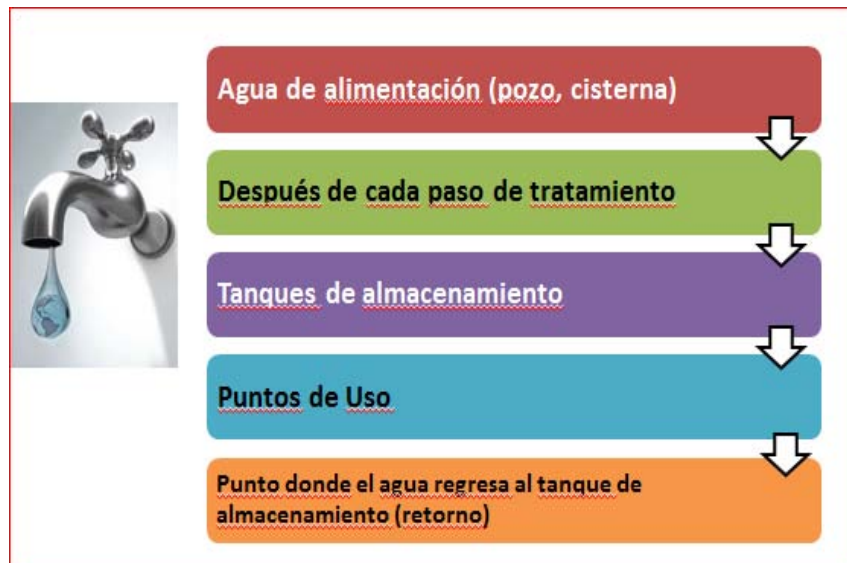 Agua de alimentación (pozo, cisterna)
Después de cada paso de tratamiento
Tanques de almacenamiento
Puntos de Uso
Punto donde el agua regresa al tanque de
almacenamiento (retorno)